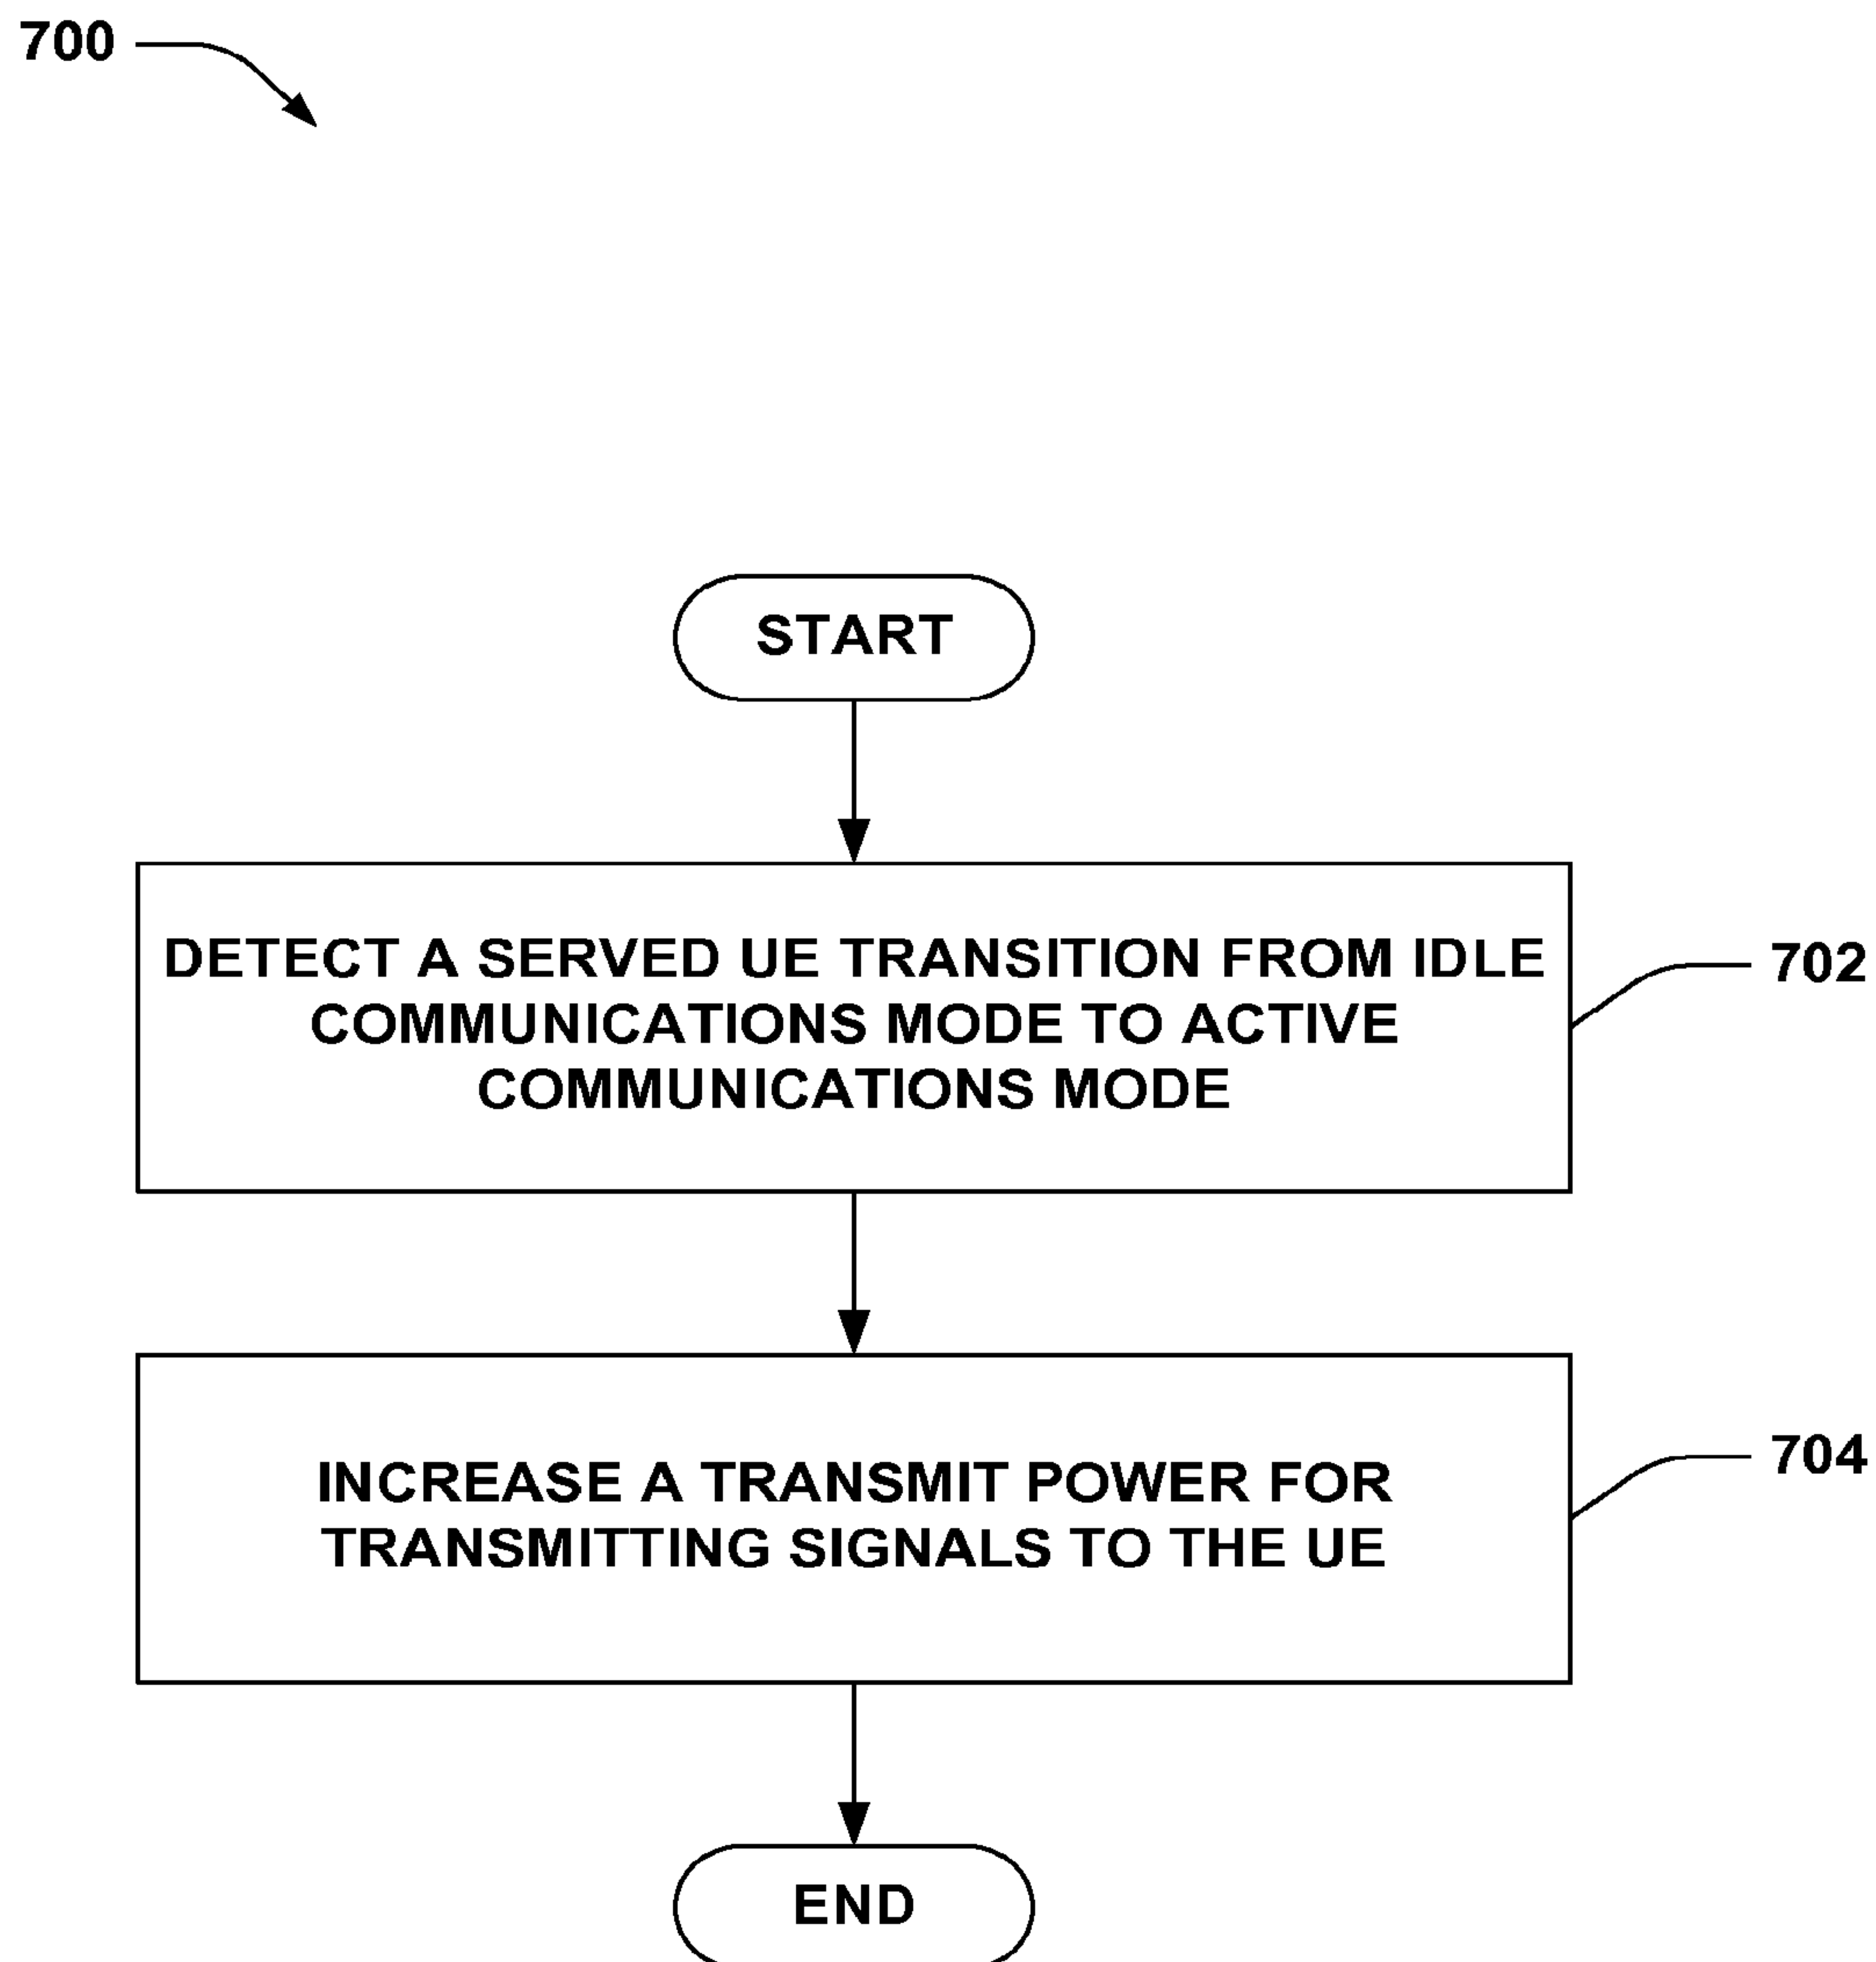 700
START
DETECT A SERVED UE TRANSITION FROM IDLE
COMMUNICATIONS MODE TO ACTIVE
COMMUNICATIONS MODE
702
INCREASE A TRANSMIT POWER FOR
TRANSMITTING SIGNALS TO THE UE
704
END